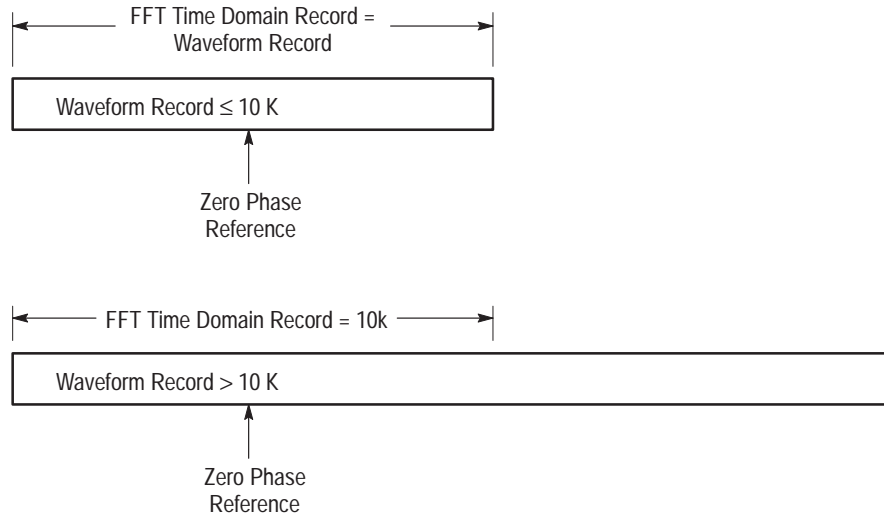 FFT Time Domain Record =
Waveform Record
Waveform Record ≤ 10 K
Zero Phase
Reference
FFT Time Domain Record = 10k
Waveform Record > 10 K
Zero Phase
Reference